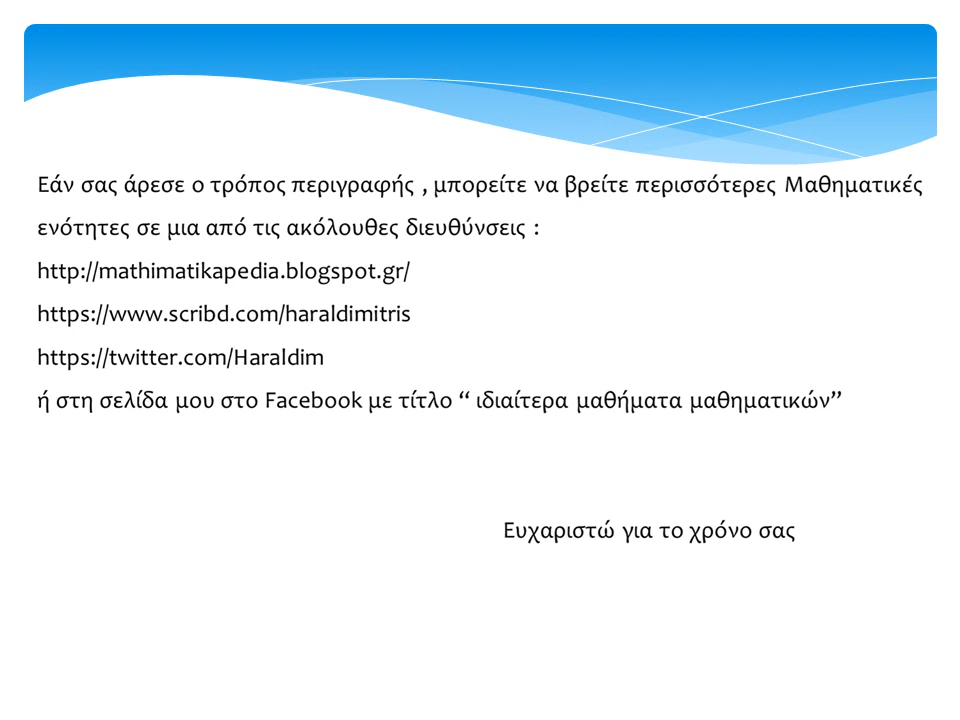 Εάν σας άρεσε ο τρόπος περιγραφής , μπορείτε να βρείτε περισσότερες Μαθηματικές
ενότητες σε μια από τις ακόλουθες διευθύνσεις :
http://mathimatikapedia.blogspot.gr/
https://www.scribd.com/haraldimitris
https://twitter.com/Haraldim
ή στη σελίδα μου στο Facebook με τίτλο “ ιδιαίτερα μαθήματα μαθηματικών”
Ευχαριστώ για το χρόνο σας